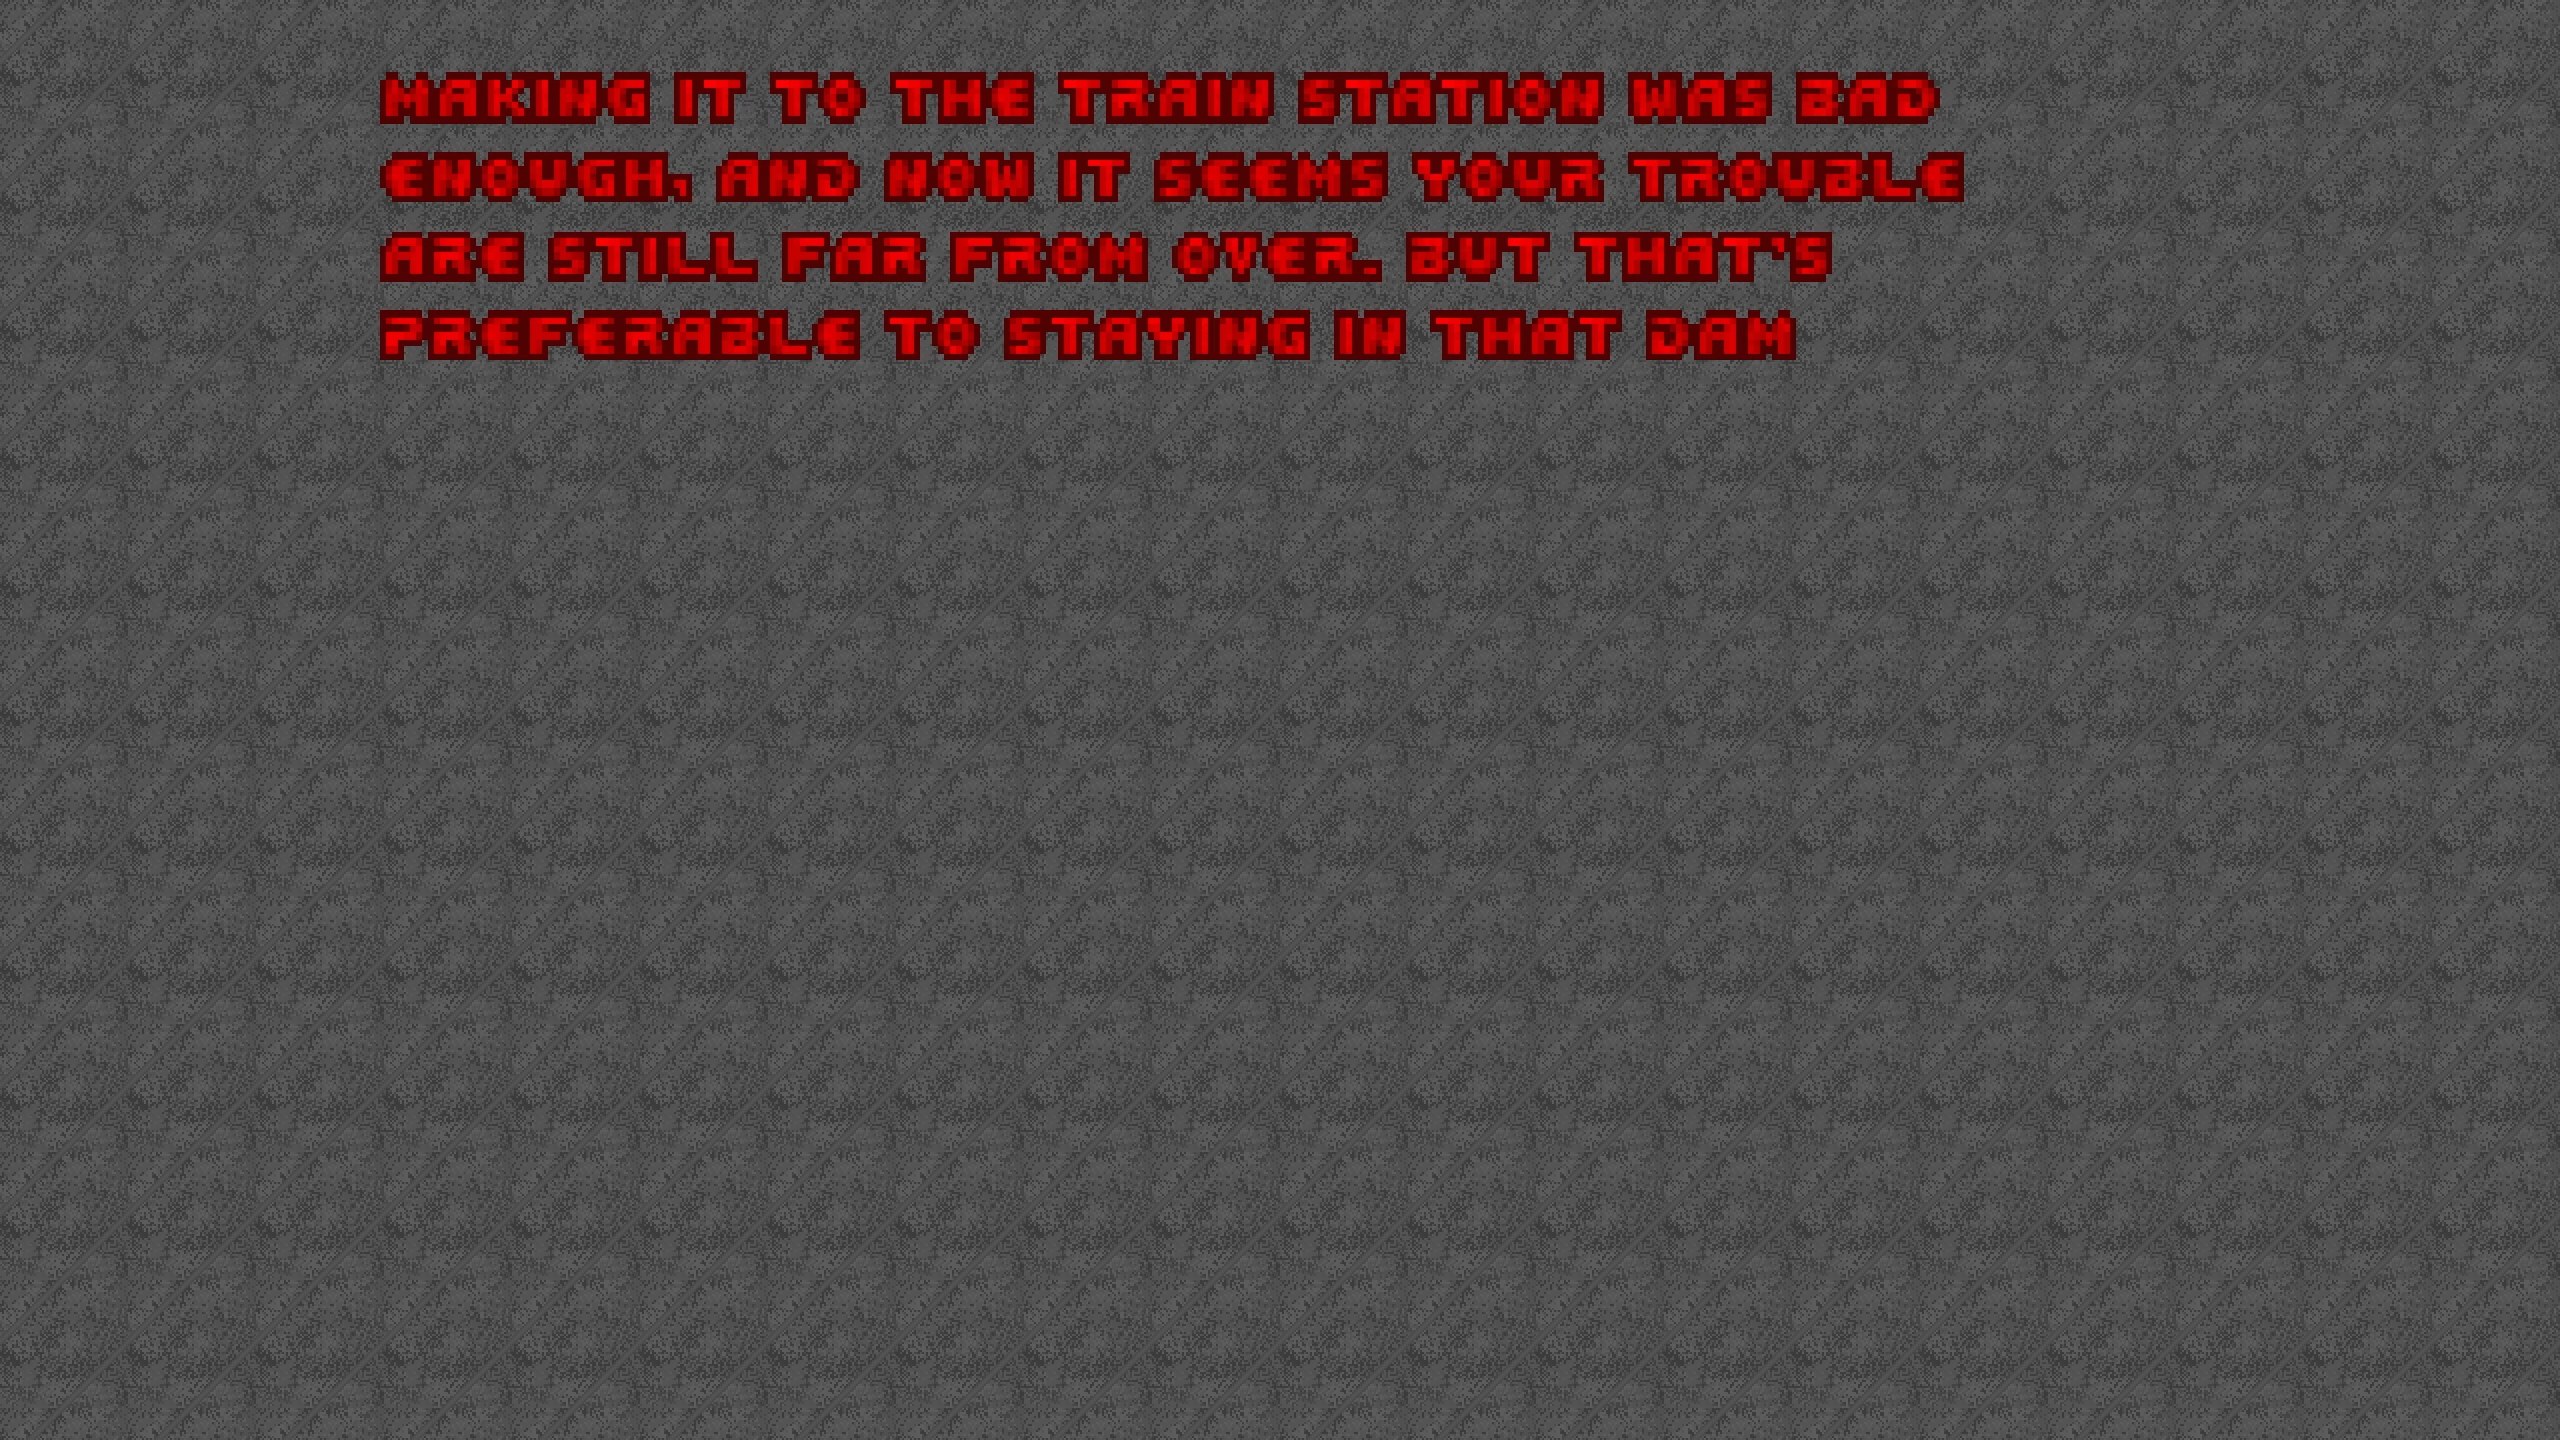 MAKING IT TO THE TRAIN STATION WAS BAD
ENOUGH, AND NOW IT SEEMS YOUR TROUBLE
ARE STILL FAR FROM OVER. BUT THAT'S
PREFERABLE TO STAYING IN THAT DAM